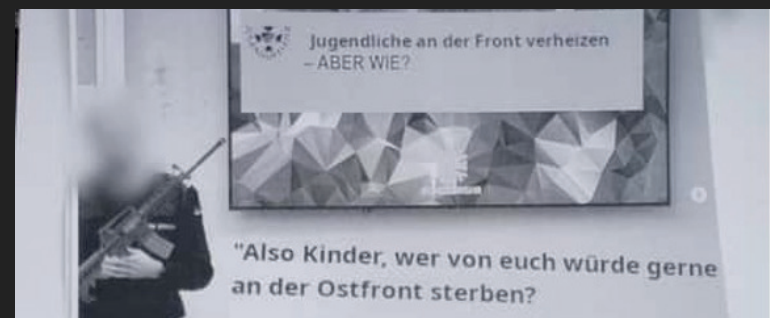 Jugendliche an der Front verheizen
– ABER WIE?
"Also Kinder, wer von euch würde gerne
an der Ostfront sterben?